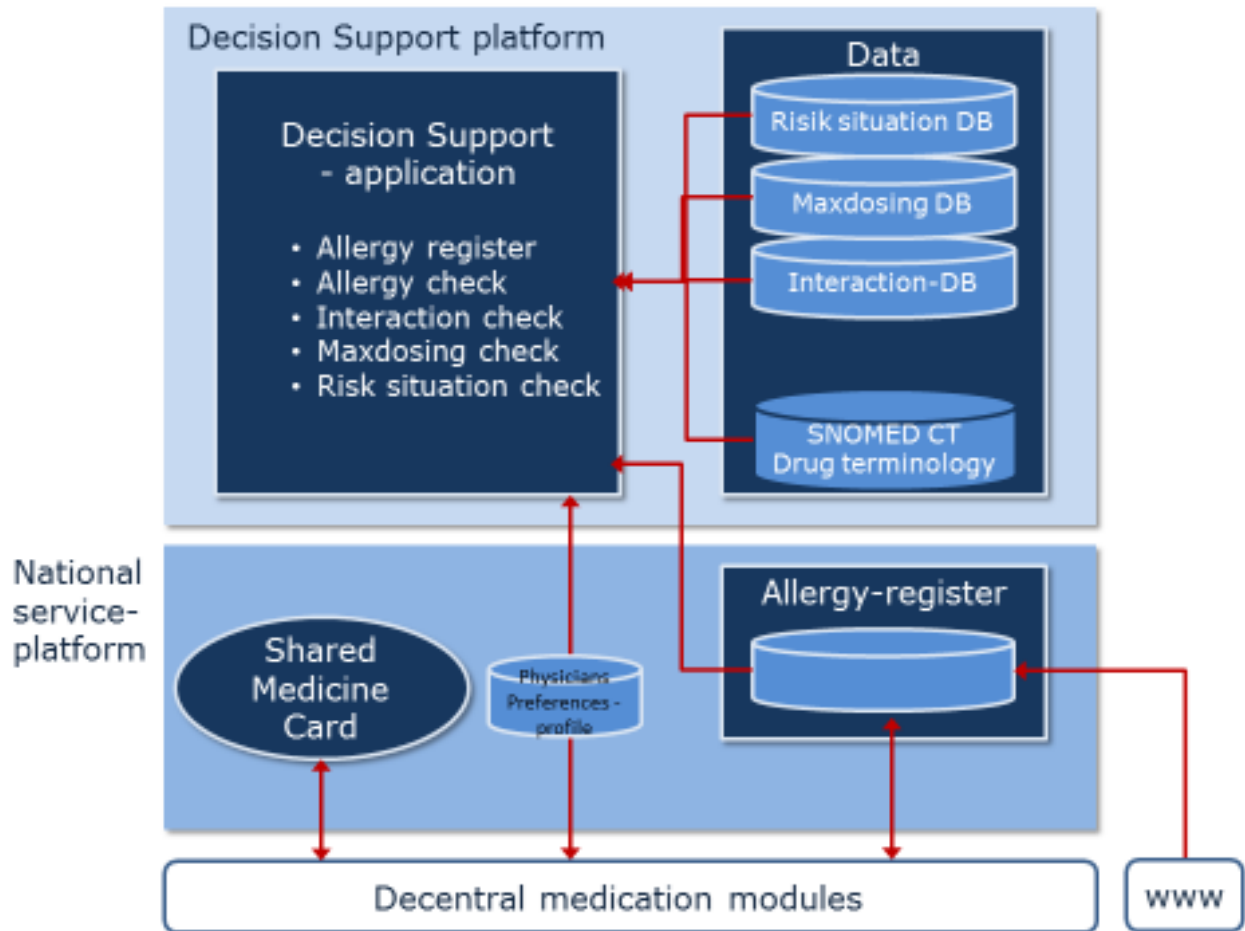 Decision Support platform
Decision Support
- application
• Allergy register
• Allergy check
• Interaction check
• Maxdosing check
• Risk situation check
Data
Risik situation DB
Maxdosing DB
Interaction-DB
SNOMED CT
Drug terminology
National
service-
platform
Shared
Medicine
Card
Physicians
Preferences -
profile
Allergy-register
Decentral medication modules
www